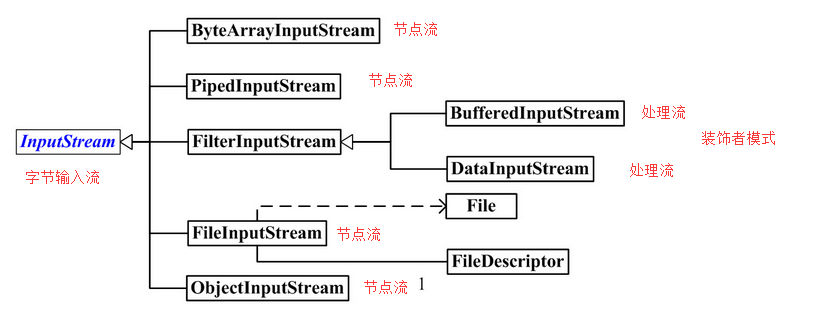 ByteArrayInputStream 节点流
PipedInputStream 节点流
BufferedInputStream 处理流
InputStream FilterInputStream 装饰者模式
字节输入流 DataInputStream 处理流
File
FileInputStream 节点流
FileDescriptor
ObjectInputStream 节点流 1